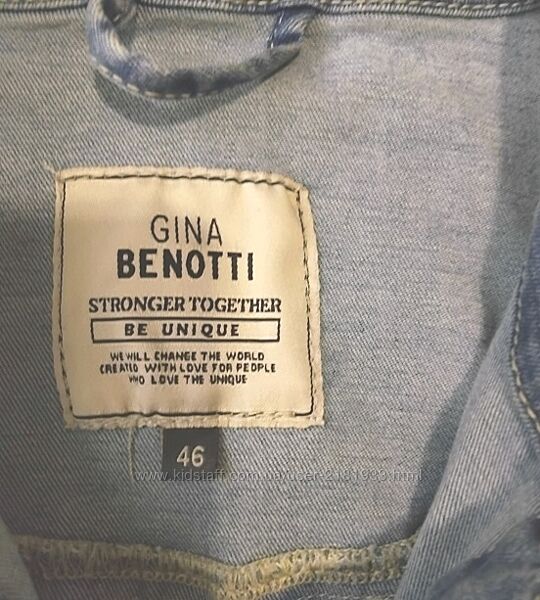 GINA
BENOTTI
STRONGER TOGETHER
BE UNIQUE
WE WILL CHANGE THE WORLD
CREATED WITH LOVE FOR PEOPLE
WHO LOVE THE UNIQUE
46